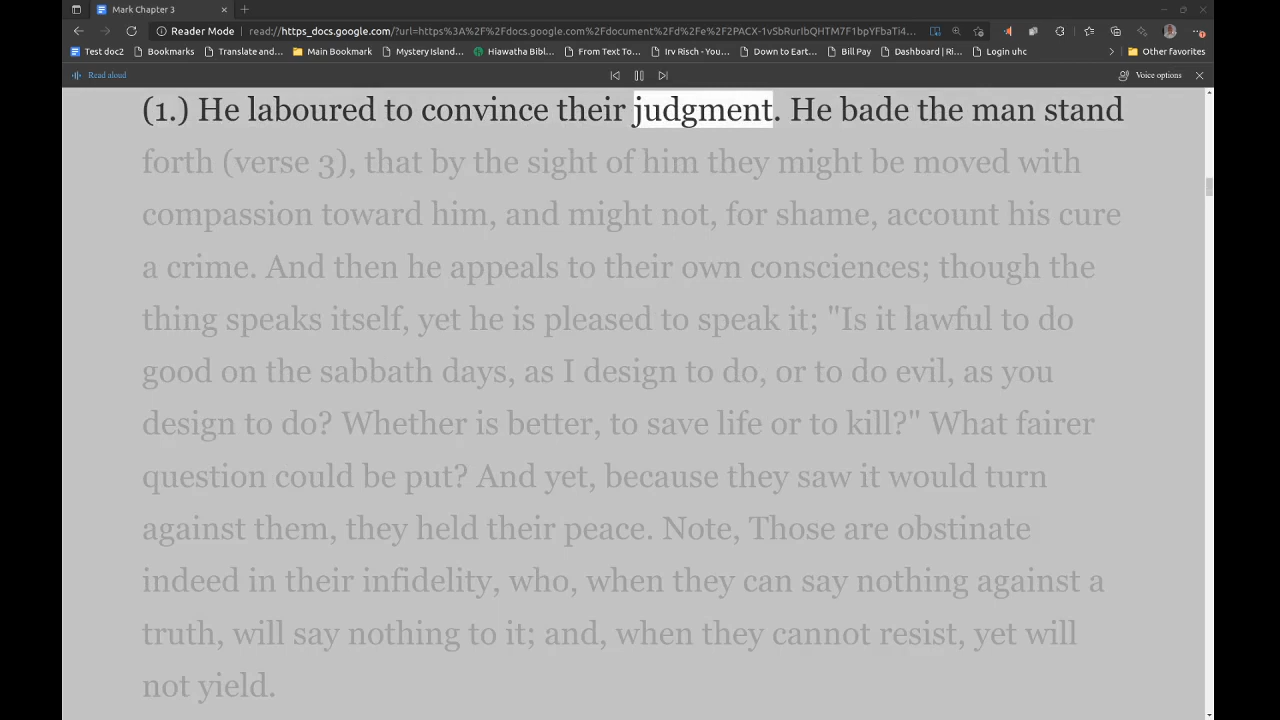 Mark Chapter 3
Reader Mode read://https_docs.google.com/?url=https%3A%2F%2Fdocs.google.com%2Fdocument%2Fd%2Fe%2F2PACX-1vSbRurIbQHTM7F1bpYFbaTi4...
Test doc2 Bookmarks Translate and... Main Bookmark Mystery Island... Hiawatha Bibl... From Text To... Irv Risch - You... Down to Eart... Bill Pay Dashboard | Ri... Login uhc Other favorites
Read aloud Voice options
(1.) He laboured to convince their judgment. He bade the man stand
forth (verse 3), that by the sight of him they might be moved with
compassion toward him, and might not, for shame, account his cure
a crime. And then he appeals to their own consciences; though the
thing speaks itself, yet he is pleased to speak it; "Is it lawful to do
good on the sabbath days, as I design to do, or to do evil, as you
design to do? Whether is better, to save life or to kill?" What fairer
question could be put? And yet, because they saw it would turn
against them, they held their peace. Note, Those are obstinate
indeed in their infidelity, who, when they can say nothing against a
truth, will say nothing to it; and, when they cannot resist, yet will
not yield.